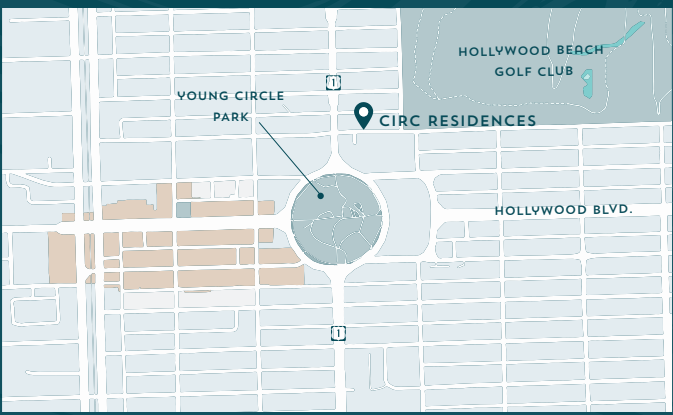 HOLLYWOOD BEACH
GOLF CLUB
1
YOUNG CIRCLE
PARK
CIRC RESIDENCES
HOLLYWOOD BLVD.
1